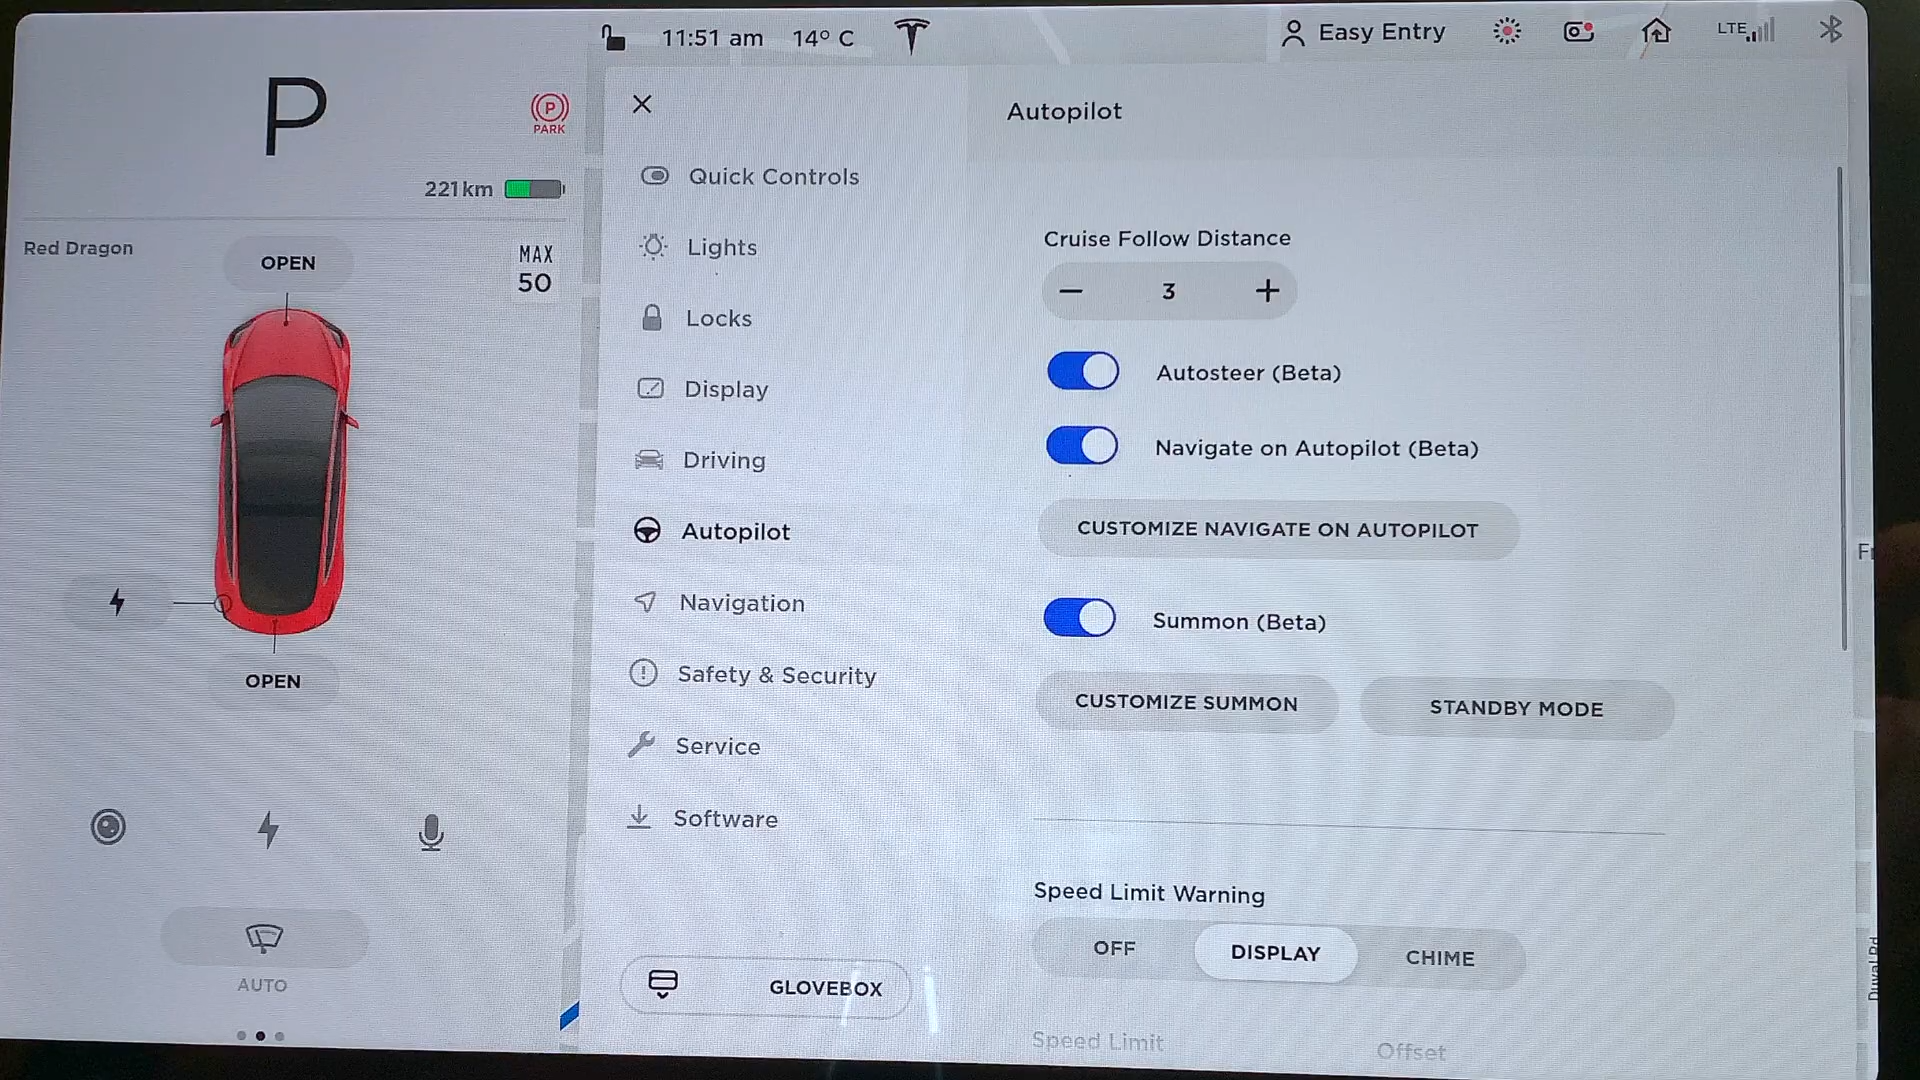 11:51 am 14° C
Easy Entry
LTE
P
P
PARK
221km
Red Dragon
OPEN
MAX
50
OPEN
AUTO
Quick Controls
Lights
Locks
Display
Driving
Autopilot
Navigation
Safety & Security
Service
Software
GLOVEBOX
Autopilot
Cruise Follow Distance
3
Autosteer (Beta)
Navigate on Autopilot (Beta)
CUSTOMIZE NAVIGATE ON AUTOPILOT
Summon (Beta)
CUSTOMIZE SUMMON STANDBY MODE
Speed Limit Warning
OFF DISPLAY CHIME
Speed Limit Offset
Duval Rd